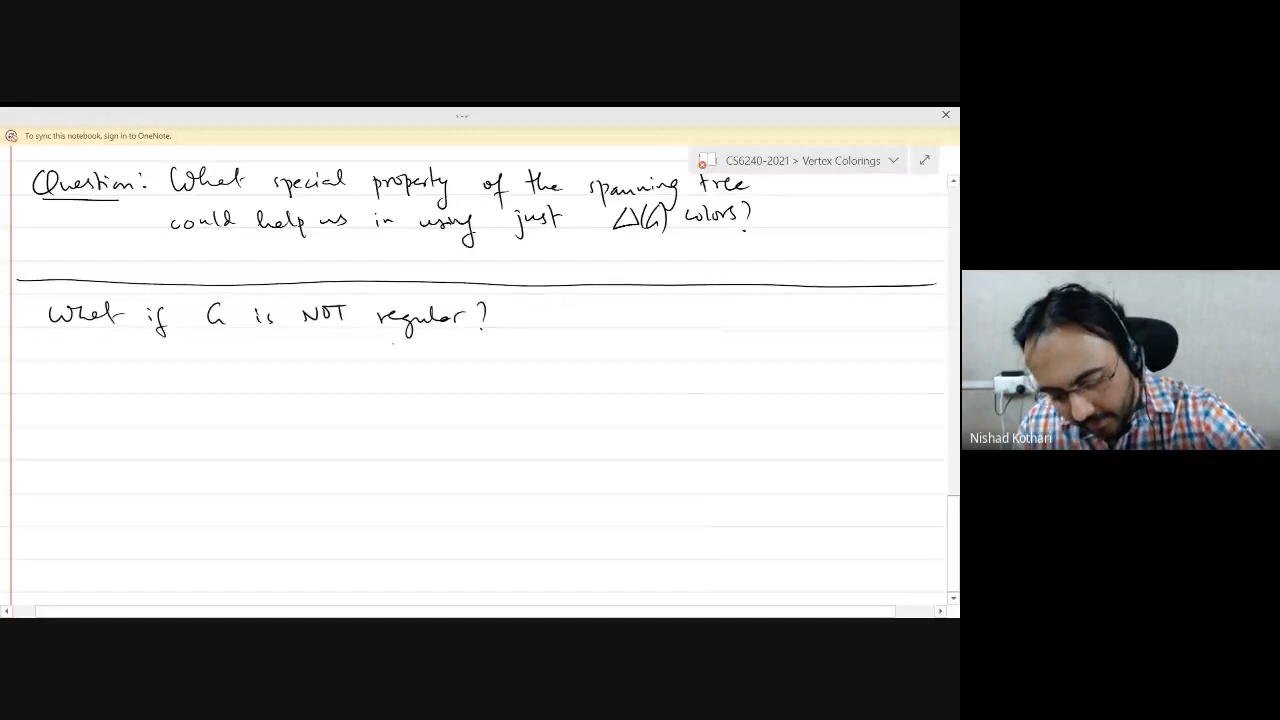 To sync this notebook, sign in to OneNote.
CS6240-2021 > Vertex Colorings
Question: What special property of the spanning tree
could help us in using just Δ(G) colors?
What if G is NOT regular?
Nishad Kothari